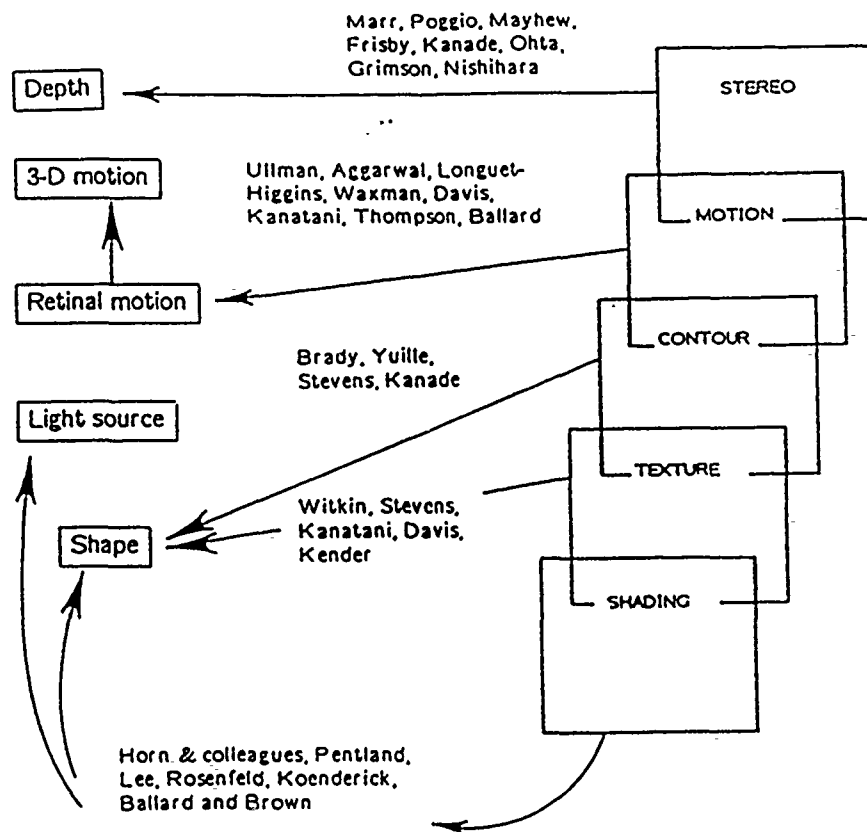 Marr, Poggio, Mayhew,
Frisby, Kanade, Ohta,
Grimson, Nishihara
Depth
STEREO
3-D motion
Ullman, Aggarwal, Longuet-
Higgins, Waxman, Davis,
Kanatani, Thompson, Ballard
MOTION
Retinal motion
Brady, Yuille,
Stevens, Kanade
CONTOUR
Light source
TEXTURE
Witkin, Stevens,
Kanatani, Davis,
Kender
Shape
SHADING
Horn & colleagues, Pentland,
Lee, Rosenfeld, Koenderick,
Ballard and Brown